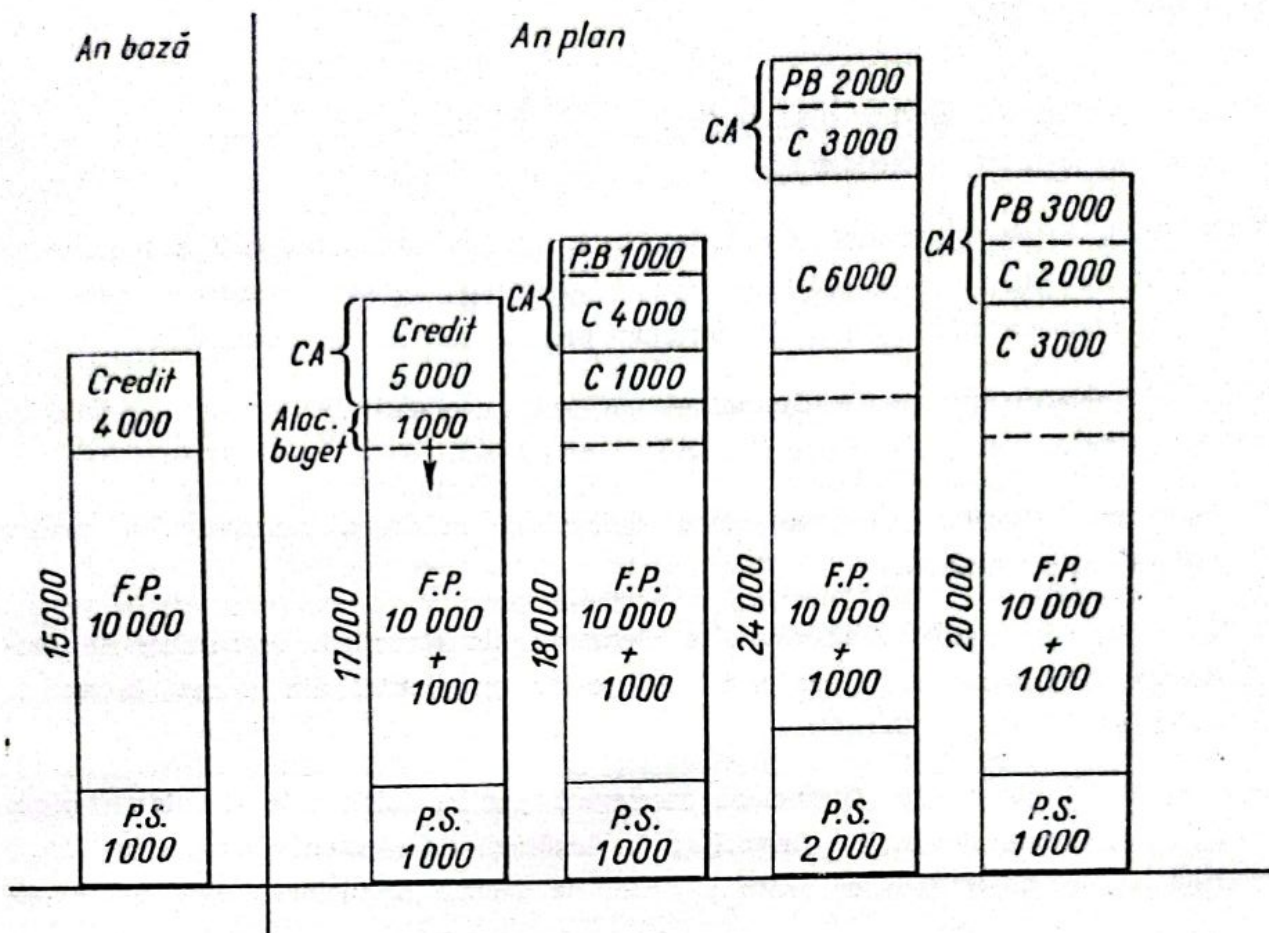 An bază
An plan
15 000
Credit
4 000
F.P.
10 000
P.S.
1000
17 000
CA
Aloc.
buget
Credit
5 000
1000
F.P.
10 000
+
1000
P.S.
1000
18 000
CA
P.B 1000
C 4 000
C 1000
F.P.
10 000
+
1000
P.S.
1000
24 000
CA
PB 2000
C 3000
C 6000
F.P.
10 000
+
1000
P.S.
2 000
20 000
CA
PB 3000
C 2000
C 3000
F.P.
10 000
+
1000
P.S.
1000